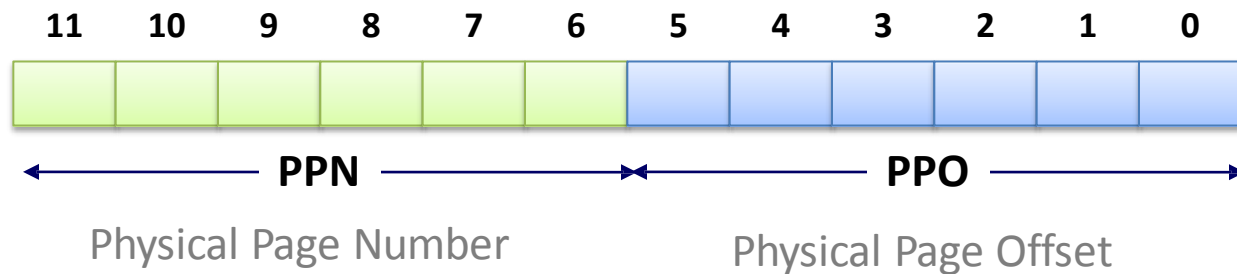 11 10 9 8 7 6 5 4 3 2 1 0
PPN PPO
Physical Page Number Physical Page Offset